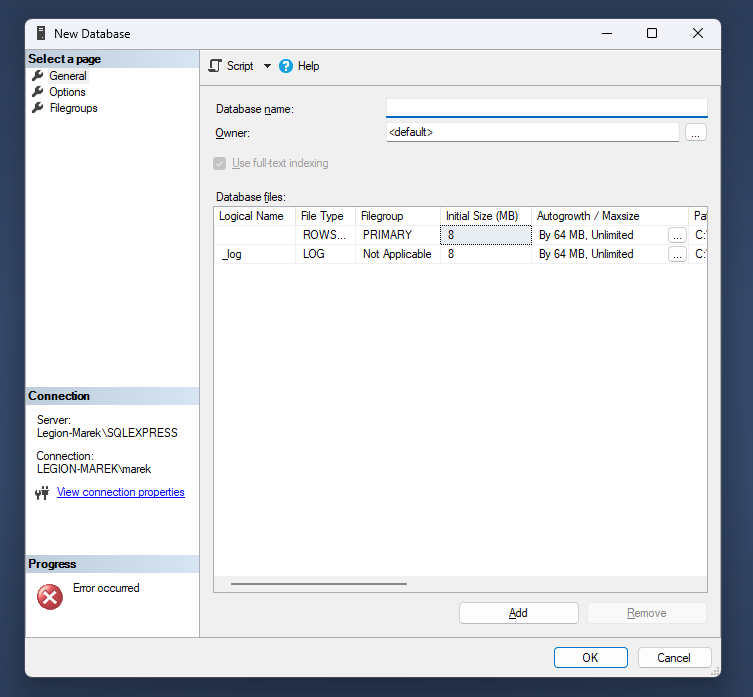 New Database
Select a page
General
Options
Filegroups
Script
Help
Database name:
Owner:
<default>
...
Use full-text indexing
Database files:
Logical Name File Type Filegroup Initial Size (MB) Autogrowth / Maxsize
ROWS... PRIMARY 8 By 64 MB, Unlimited ... C:
_log LOG Not Applicable 8 By 64 MB, Unlimited ... C:
Connection
Server:
Legion-Marek\SQLEXPRESS
Connection:
LEGION-MAREK\marek
View connection properties
Progress
Error occurred
Add Remove
OK Cancel